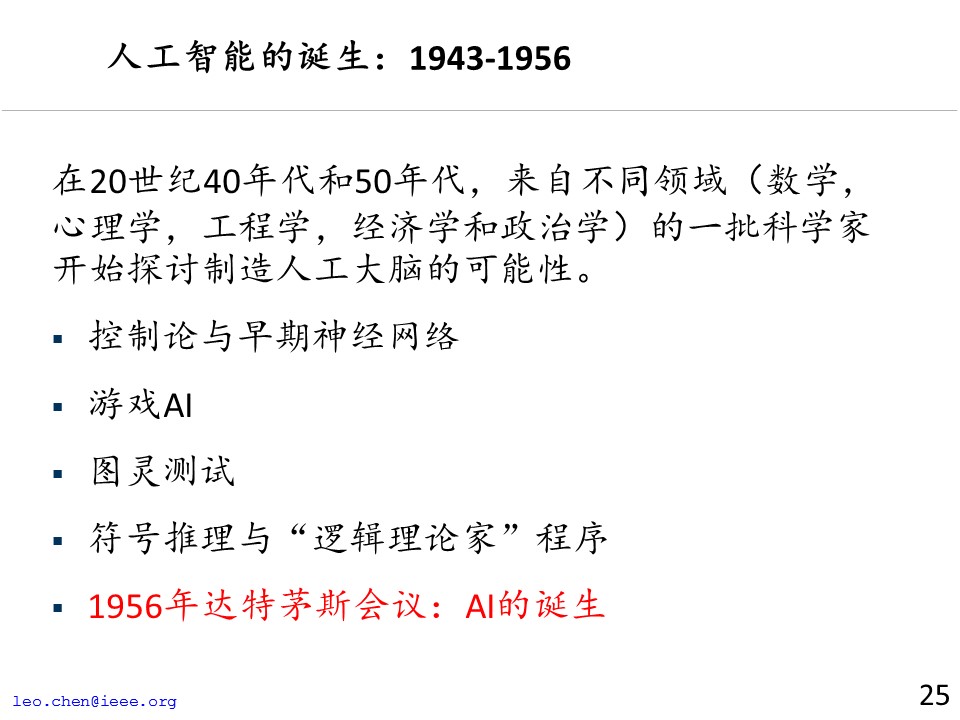 人工智能的诞生：1943-1956
在20世纪40年代和50年代，来自不同领域（数学，
心理学，工程学，经济学和政治学）的一批科学家
开始探讨制造人工大脑的可能性。
▪ 控制论与早期神经网络
▪ 游戏AI
▪ 图灵测试
▪ 符号推理与“逻辑理论家”程序
▪ 1956年达特茅斯会议：AI的诞生
leo.chen@ieee.org
25